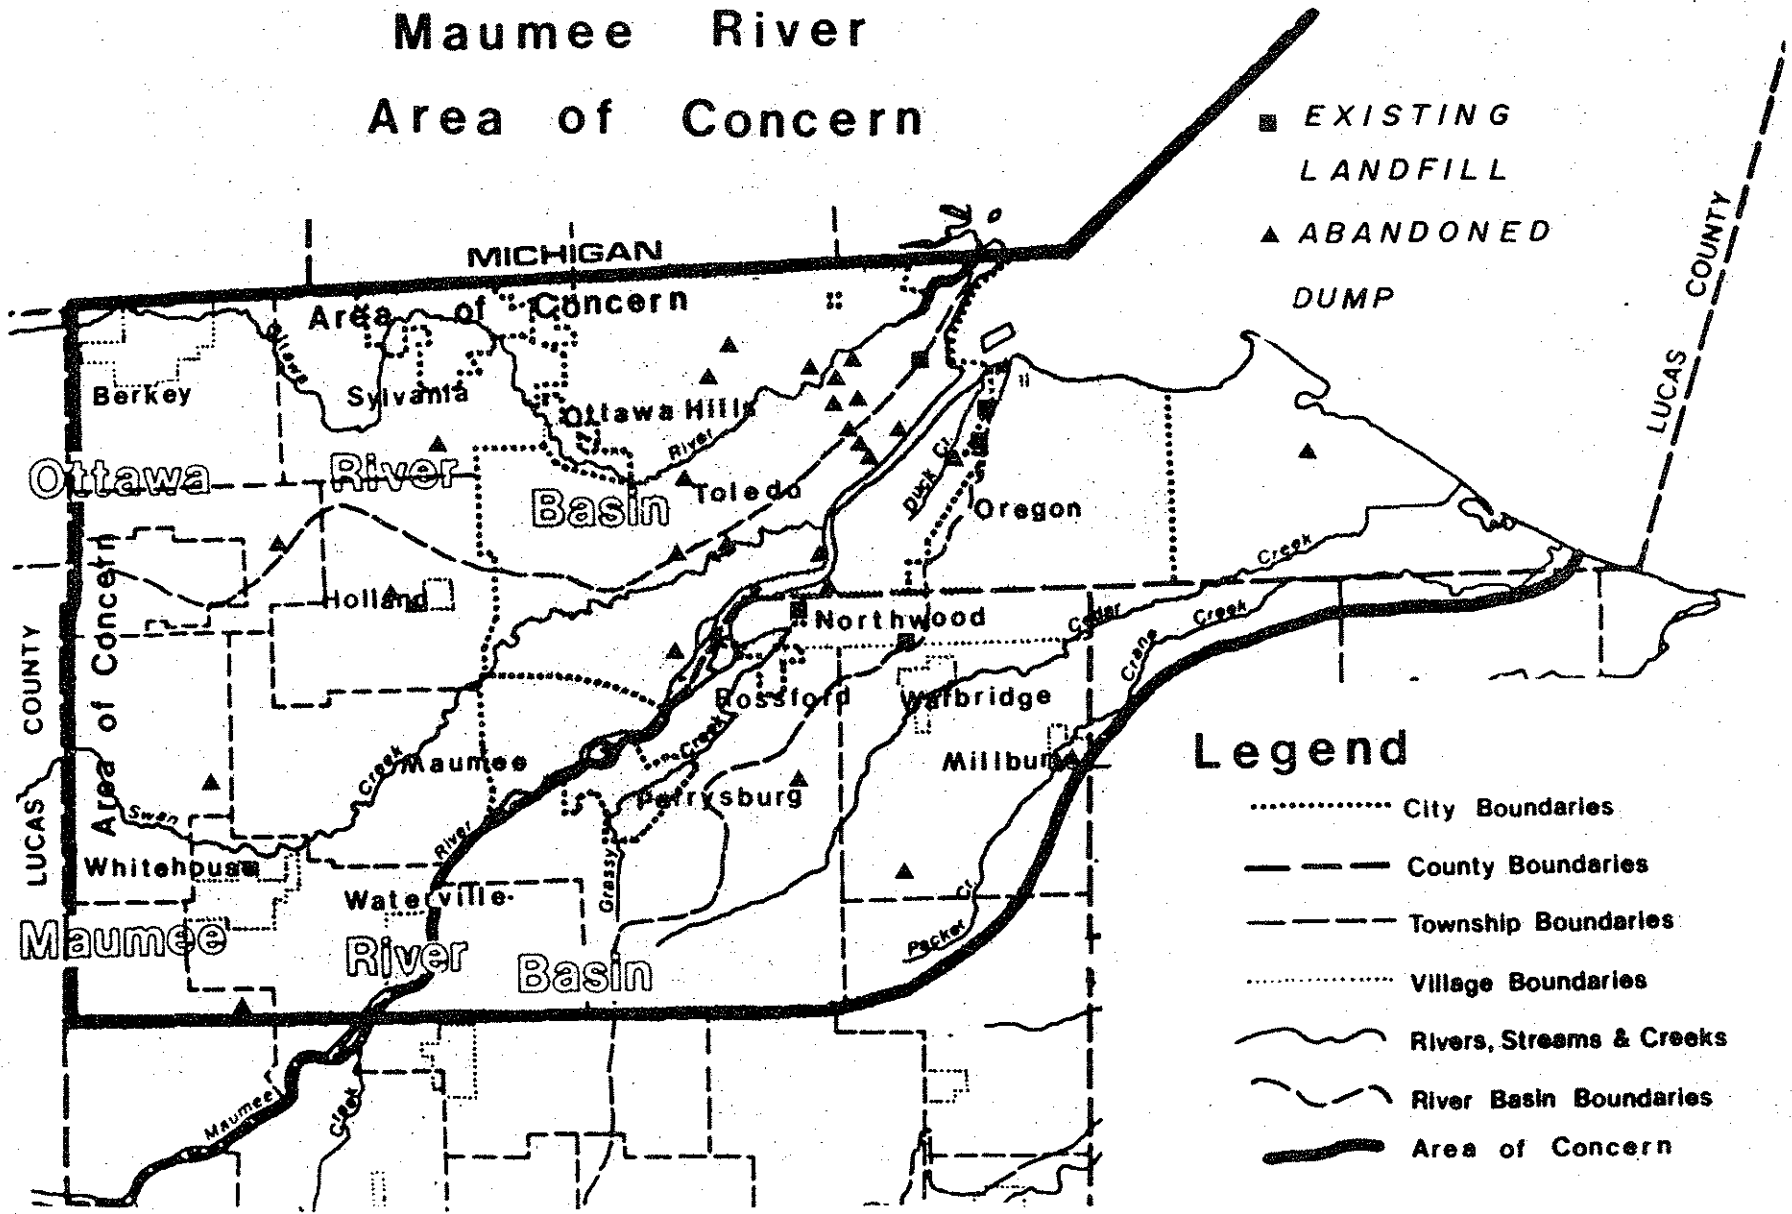 Maumee River
Area of Concern
EXISTING
LANDFILL
ABANDONED
DUMP
MICHIGAN
Area of Concern
LUCAS COUNTY
Ottawa
Berkey
Sylvania
Ottawa Hills
River
Ottawa River Basin
Toledo
Duck Cr.
Oregon
Creek
Area of Concern
Holland
Northwood
Cedar
Creek
Crane
LUCAS COUNTY
Rossford
Walbridge
Creek
Maumee
Creek
Millbury
Perrysburg
Swan
River
Whitehouse
Grassy
Waterville
Cr.
Packer
Maumee River Basin
Maumee
Creek
Legend
City Boundaries
County Boundaries
Township Boundaries
Village Boundaries
Rivers, Streams & Creeks
River Basin Boundaries
Area of Concern